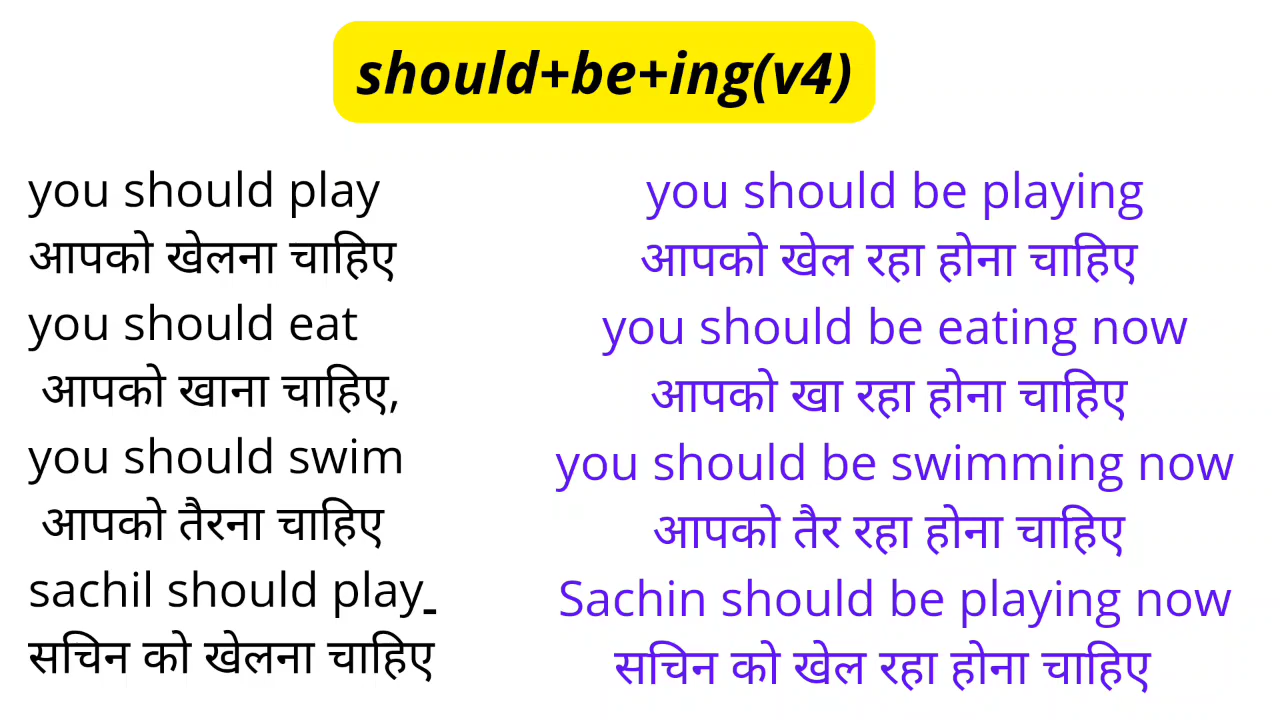 should+be+ing(v4)
you should play
आपको खेलना चाहिए
you should eat
आपको खाना चाहिए,
you should swim
आपको तैरना चाहिए
sachil should play_
सचिन को खेलना चाहिए
you should be playing
आपको खेल रहा होना चाहिए
you should be eating now
आपको खा रहा होना चाहिए
you should be swimming now
आपको तैर रहा होना चाहिए
Sachin should be playing now
सचिन को खेल रहा होना चाहिए